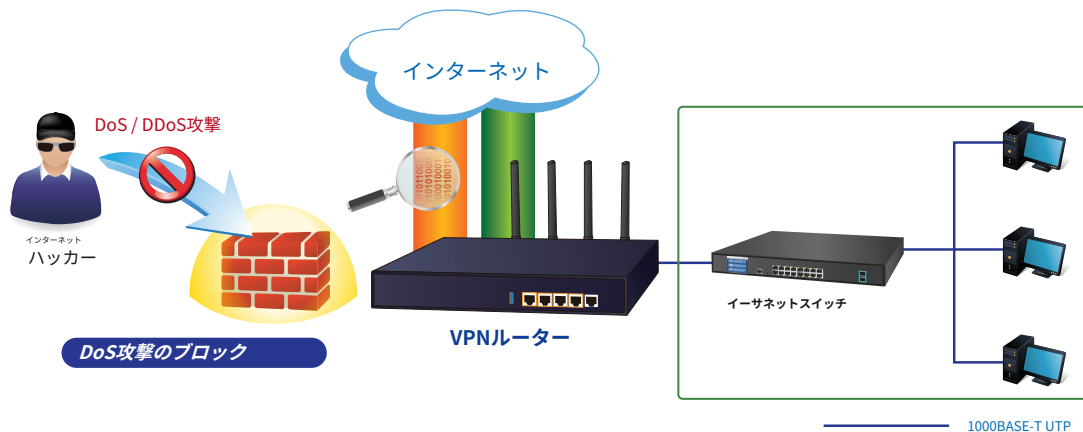 インターネット
DoS / DDoS攻撃
インターネット
ハッカー
DoS攻撃のブロック
VPNルーター
イーサネットスイッチ
1000BASE-T UTP